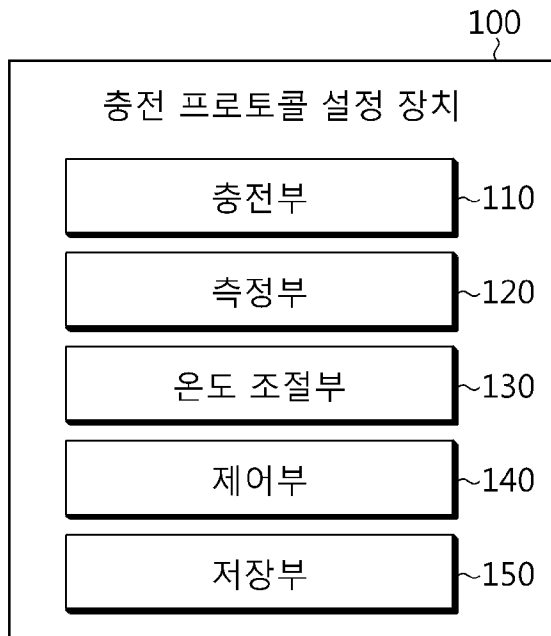 100
충전 프로토콜 설정 장치
충전부 110
측정부 120
온도 조절부 130
제어부 140
저장부 150